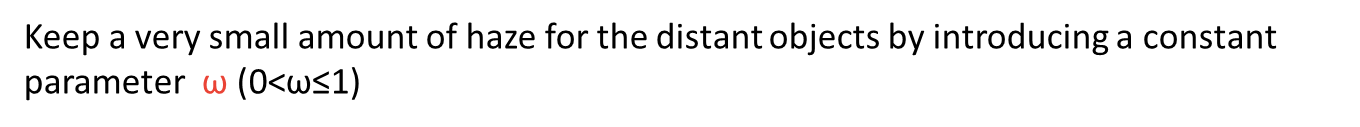 Keep a very small amount of haze for the distant objects by introducing a constant
parameter ω (0<ω≤1)